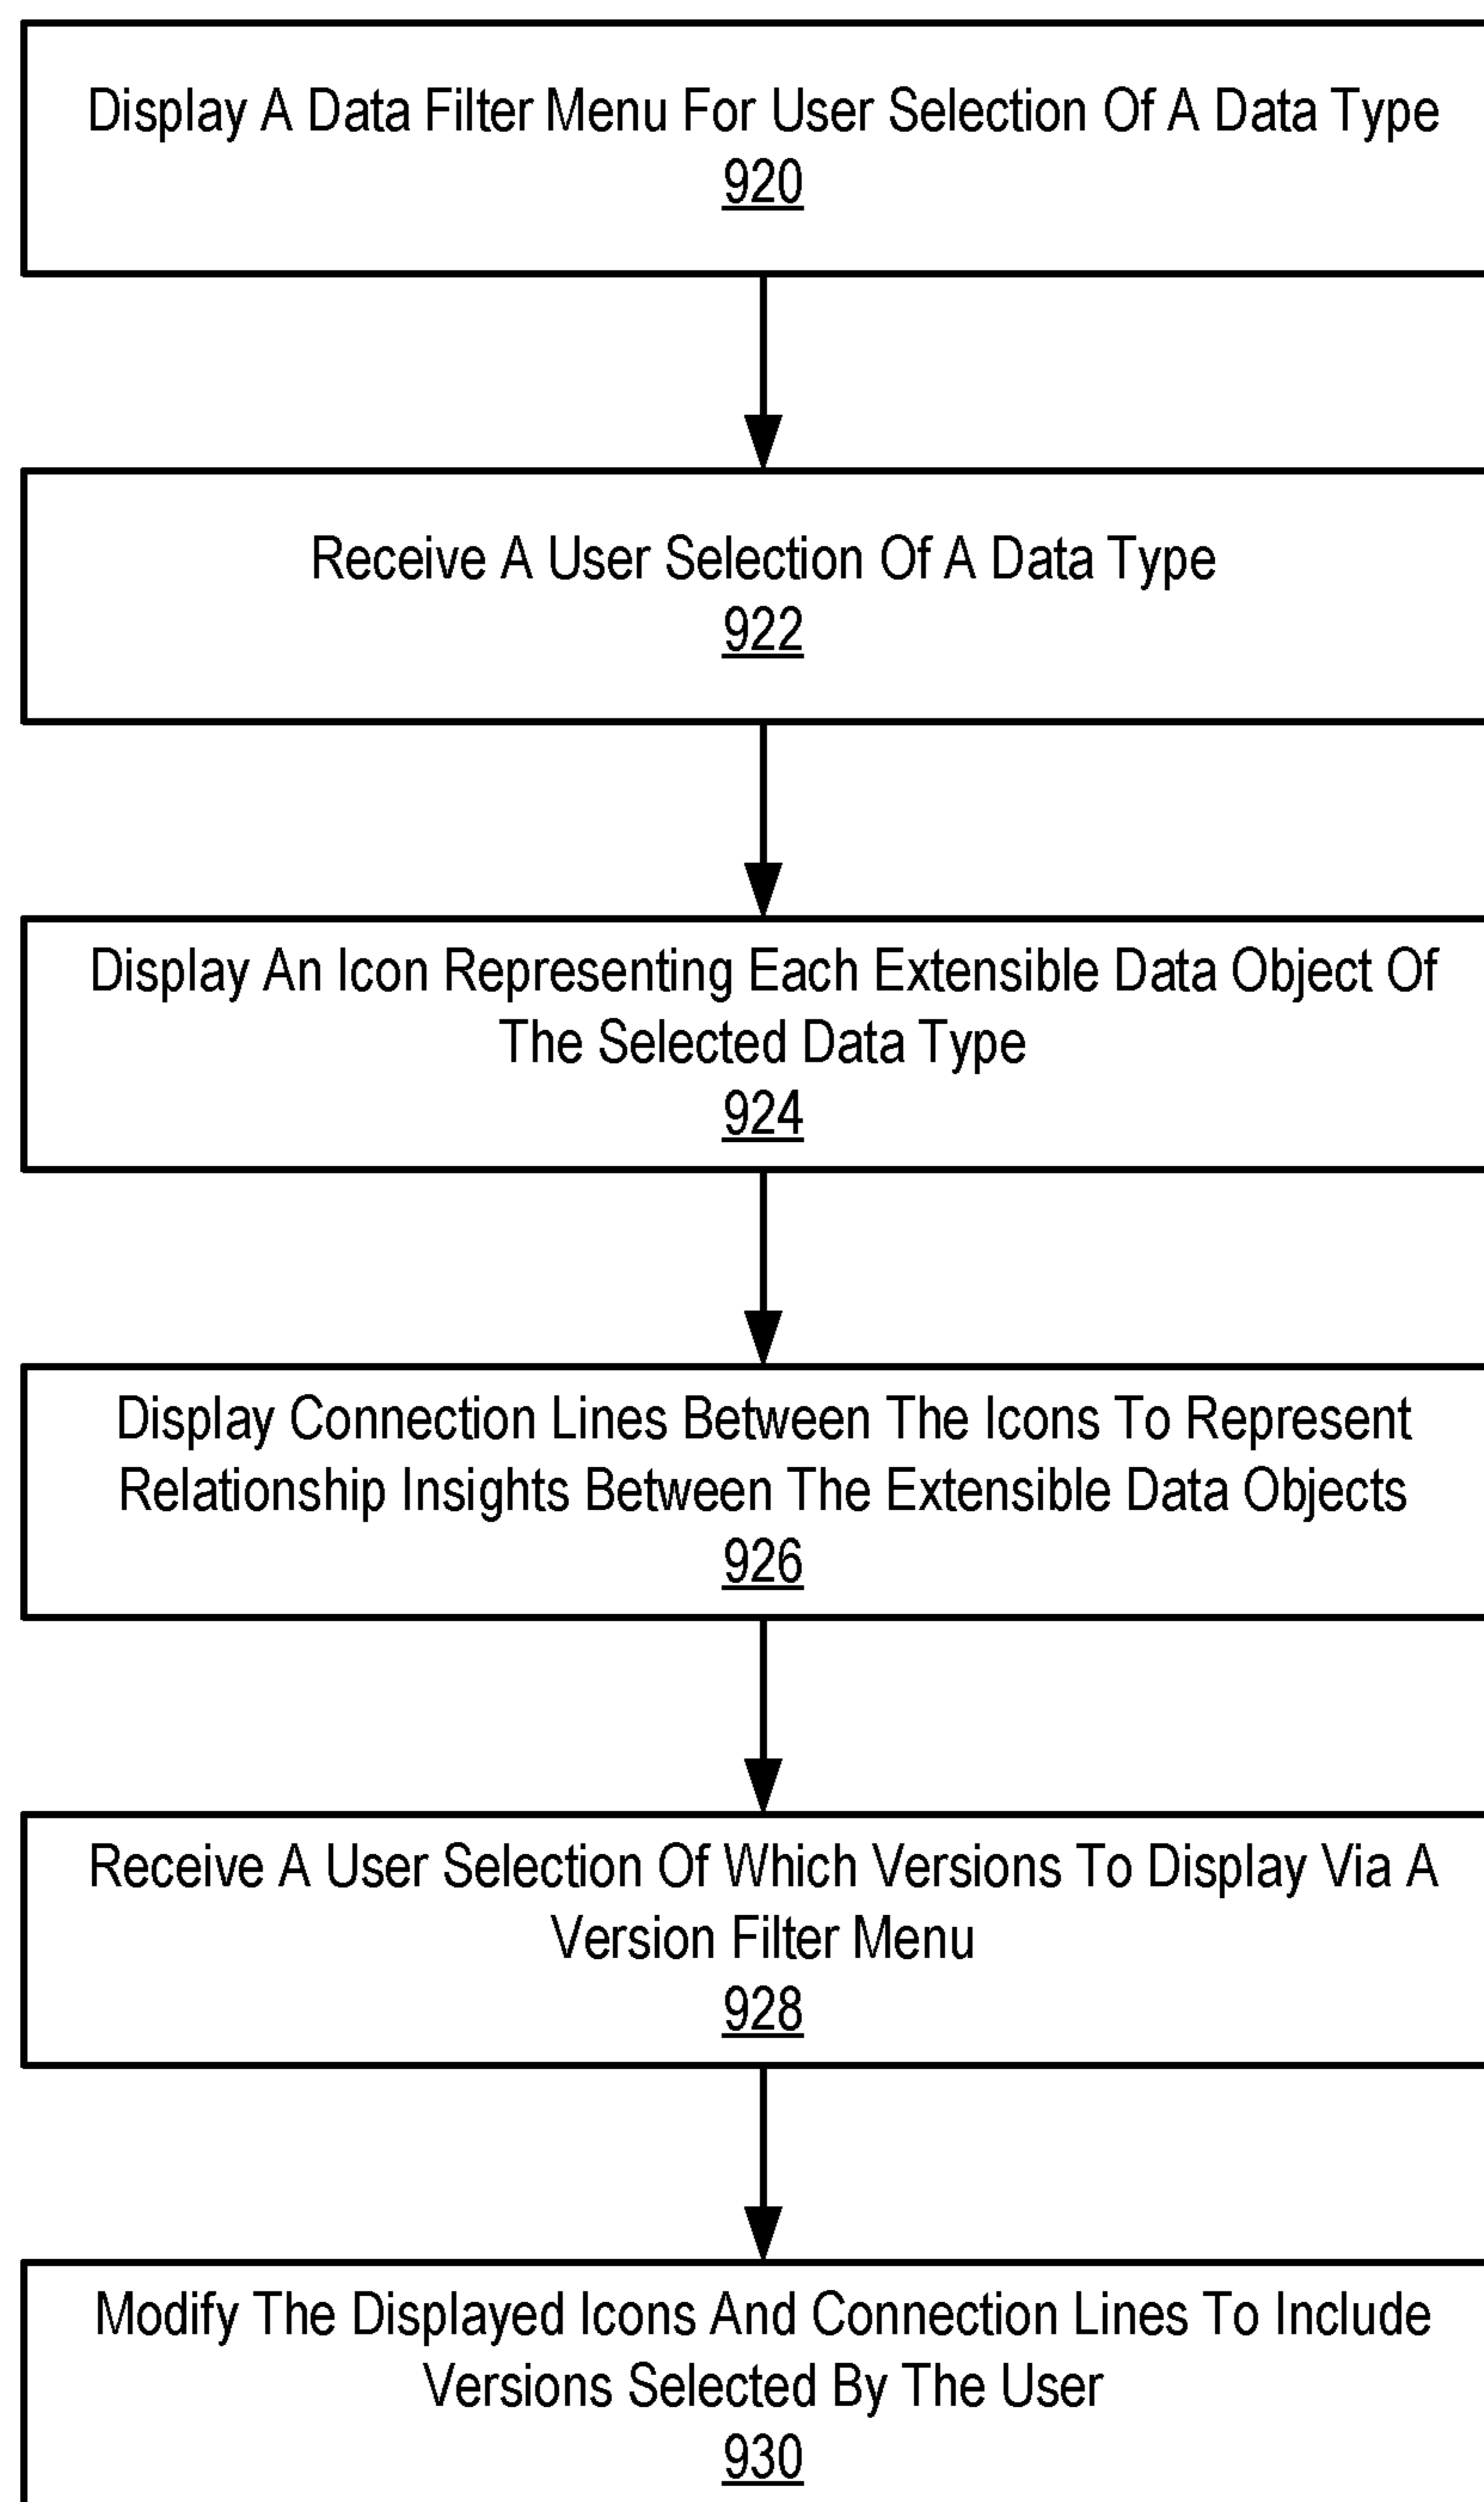 Display A Data Filter Menu For User Selection Of A Data Type
920
Receive A User Selection Of A Data Type
922
Display An Icon Representing Each Extensible Data Object Of
The Selected Data Type
924
Display Connection Lines Between The Icons To Represent
Relationship Insights Between The Extensible Data Objects
926
Receive A User Selection Of Which Versions To Display Via A
Version Filter Menu
928
Modify The Displayed Icons And Connection Lines To Include
Versions Selected By The User
930